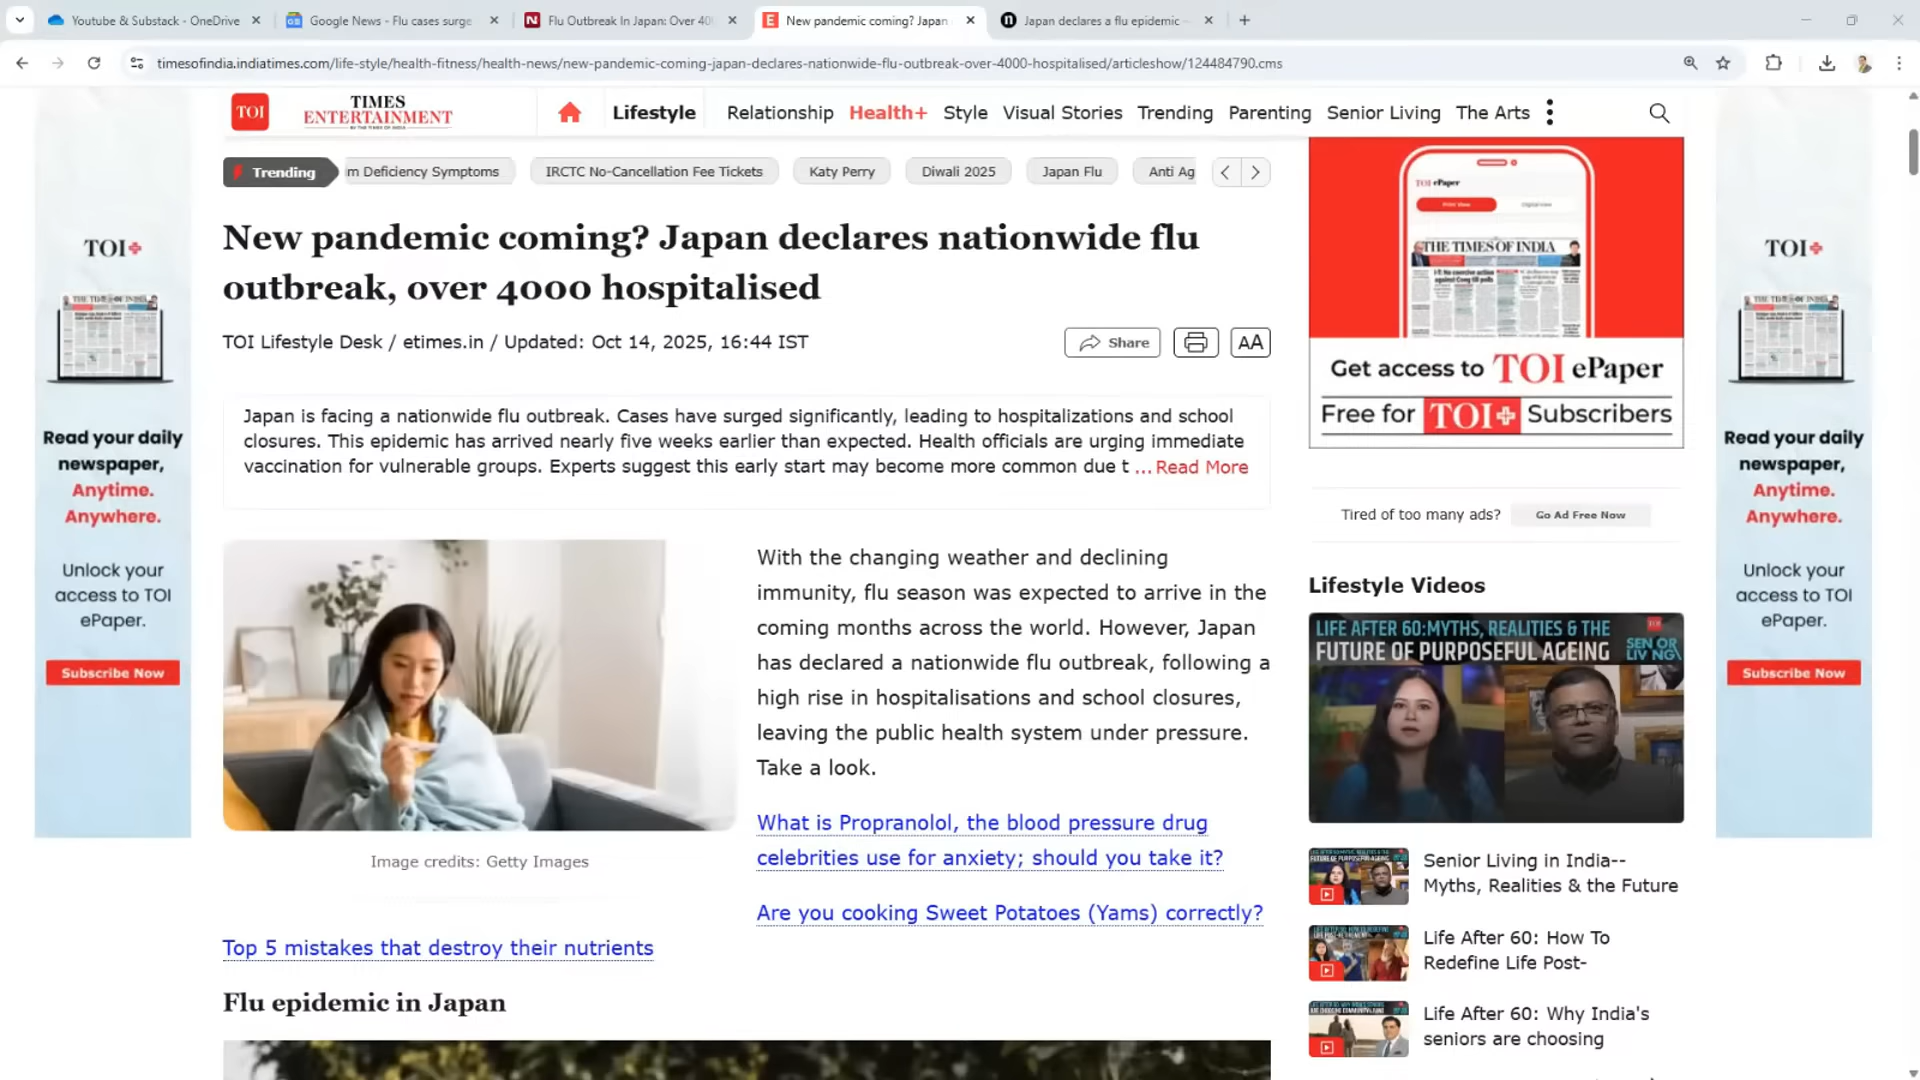 Youtube & Substack - OneDrive
Google News - Flu cases surge
Flu Outbreak In Japan: Over 40
New pandemic coming? Japan
Japan declares a flu epidemic
timesofindia.indiatimes.com/life-style/health-fitness/health-news/new-pandemic-coming-japan-declares-nationwide-flu-outbreak-over-4000-hospitalised/articleshow/124484790.cms
TOI
TIMES
ENTERTAINMENT
Lifestyle
Relationship
Health+
Style
Visual Stories
Trending
Parenting
Senior Living
The Arts
Trending
m Deficiency Symptoms
IRCTC No-Cancellation Fee Tickets
Katy Perry
Diwali 2025
Japan Flu
Anti Ag
New pandemic coming? Japan declares nationwide flu
outbreak, over 4000 hospitalised
TOI Lifestyle Desk / etimes.in / Updated: Oct 14, 2025, 16:44 IST
Share
AA
Japan is facing a nationwide flu outbreak. Cases have surged significantly, leading to hospitalizations and school
closures. This epidemic has arrived nearly five weeks earlier than expected. Health officials are urging immediate
vaccination for vulnerable groups. Experts suggest this early start may become more common due t ... Read More
With the changing weather and declining
immunity, flu season was expected to arrive in the
coming months across the world. However, Japan
has declared a nationwide flu outbreak, following a
high rise in hospitalisations and school closures,
leaving the public health system under pressure.
Take a look.
Image credits: Getty Images
What is Propranolol, the blood pressure drug
celebrities use for anxiety; should you take it?
Are you cooking Sweet Potatoes (Yams) correctly?
Top 5 mistakes that destroy their nutrients
Flu epidemic in Japan
TOI+
Read your daily
newspaper,
Anytime.
Anywhere.
Unlock your
access to TOI
ePaper.
Subscribe Now
TOI ePaper
THE TIMES OF INDIA
Get access to TOI ePaper
Free for TOI+ Subscribers
Tired of too many ads?
Go Ad Free Now
Lifestyle Videos
LIFE AFTER 60:MYTHS, REALITIES & THE
FUTURE OF PURPOSEFUL AGEING
SENIOR
LIVING
Senior Living in India--
Myths, Realities & the Future
Life After 60: How To
Redefine Life Post-
Life After 60: Why India's
seniors are choosing
TOI+
Read your daily
newspaper,
Anytime.
Anywhere.
Unlock your
access to TOI
ePaper.
Subscribe Now